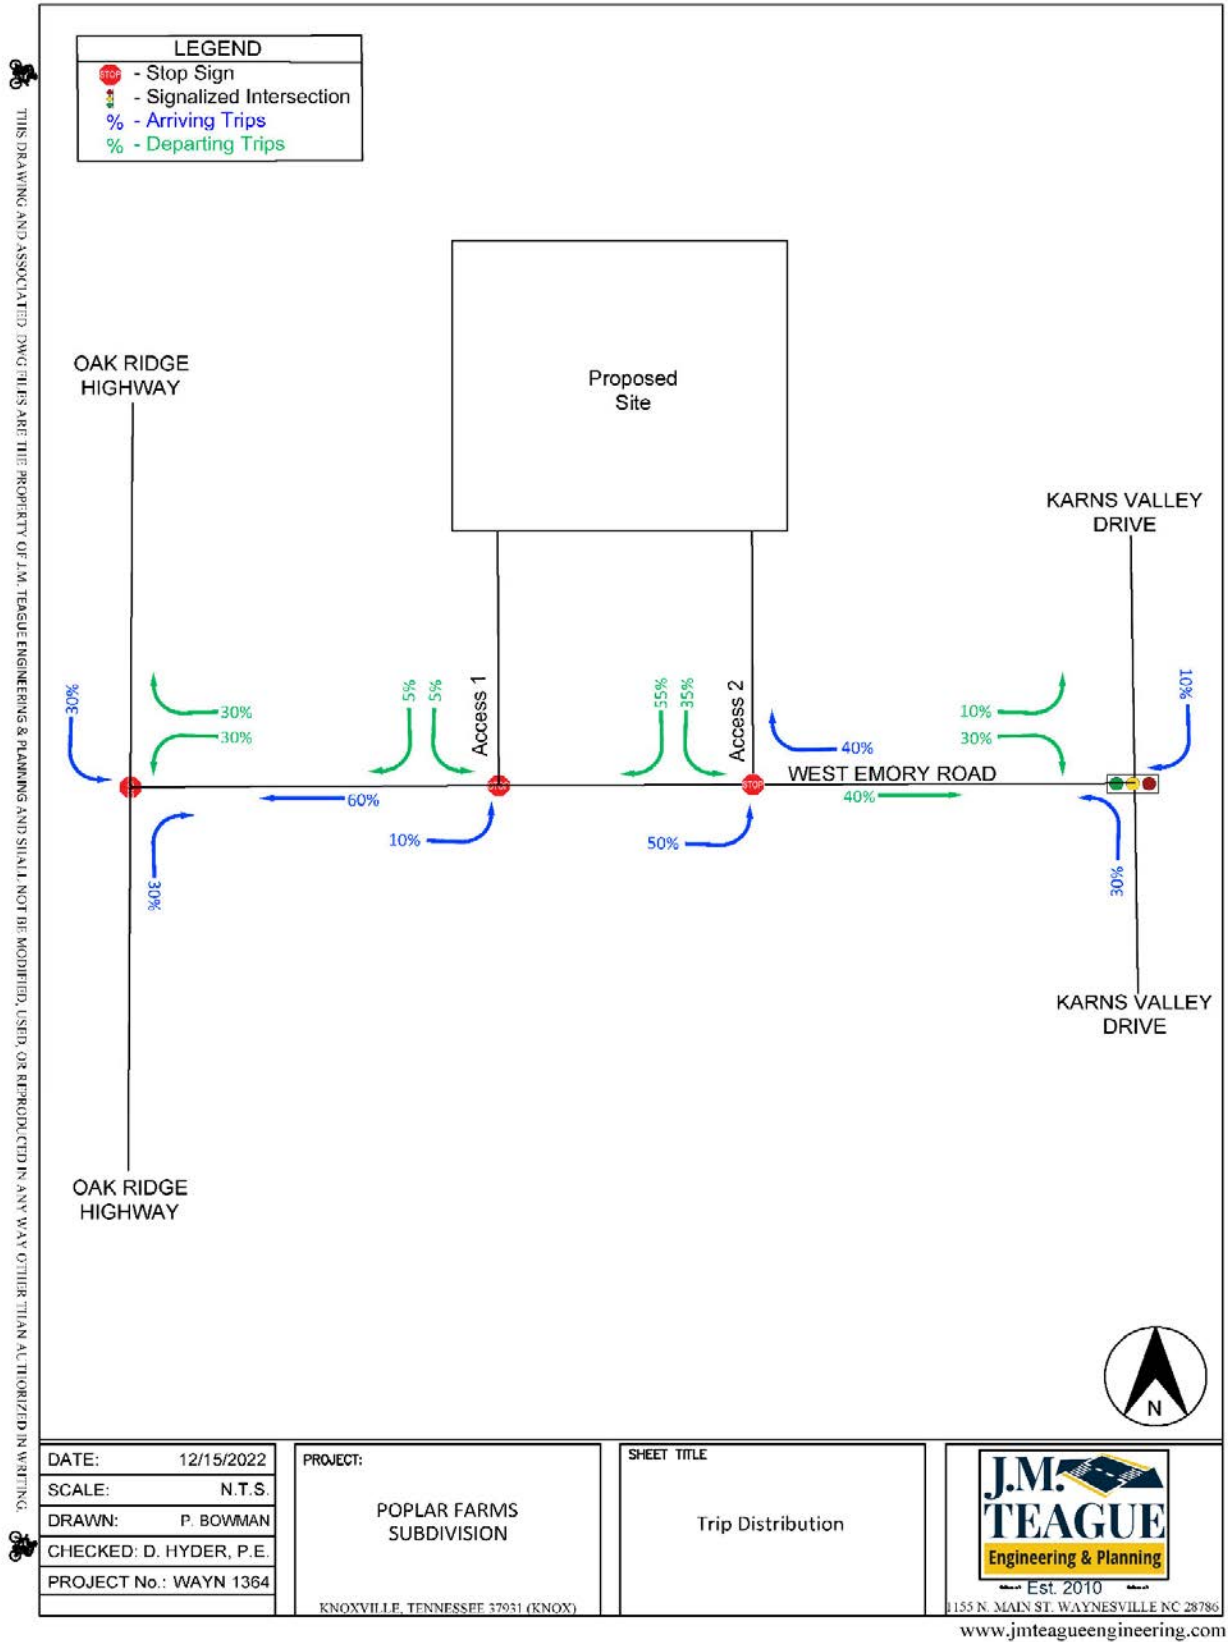 LEGEND
STOP - Stop Sign
- Signalized Intersection
% - Arriving Trips
% - Departing Trips
THIS DRAWING AND ASSOCIATED .DWG FILES ARE THE PROPERTY OF J.M. TEAGUE ENGINEERING & PLANNING AND SHALL NOT BE MODIFIED, USED, OR REPRODUCED IN ANY WAY OTHER THAN AUTHORIZED IN WRITING.
OAK RIDGE
HIGHWAY
Proposed
Site
KARNS VALLEY
DRIVE
30%
30%
30%
5%
5%
Access 1
55%
35%
Access 2
40%
10%
30%
10%
WEST EMORY ROAD
STOP
STOP
60%
40%
10%
50%
30%
30%
KARNS VALLEY
DRIVE
OAK RIDGE
HIGHWAY
N
DATE: 12/15/2022
SCALE: N.T.S.
DRAWN: P. BOWMAN
CHECKED: D. HYDER, P.E.
PROJECT No.: WAYN 1364
PROJECT:
POPLAR FARMS
SUBDIVISION
KNOXVILLE, TENNESSEE 37931 (KNOX)
SHEET TITLE
Trip Distribution
J.M.
TEAGUE
Engineering & Planning
Est. 2010
1155 N. MAIN ST. WAYNESVILLE NC 28786
www.jmteagueengineering.com